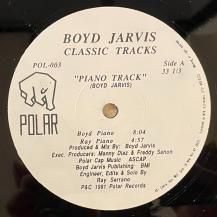 BOYD JARVIS
CLASSIC TRACKS
POL-003
Side A
33 1/3
"PIANO TRACK"
(BOYD JARVIS)
POLAR
Boyd Piano 8:04
Ray Piano 4:57
Produced & Mix By: Boyd Jarvis
Exec. Producers: Manny Diaz & Freddy Sanon
Polar Cap Music ASCAP
Boyd Jarvis Publishing BMI
Engineer, Edits & Solo By
Ray Serrano
P&C 1991 Polar Records